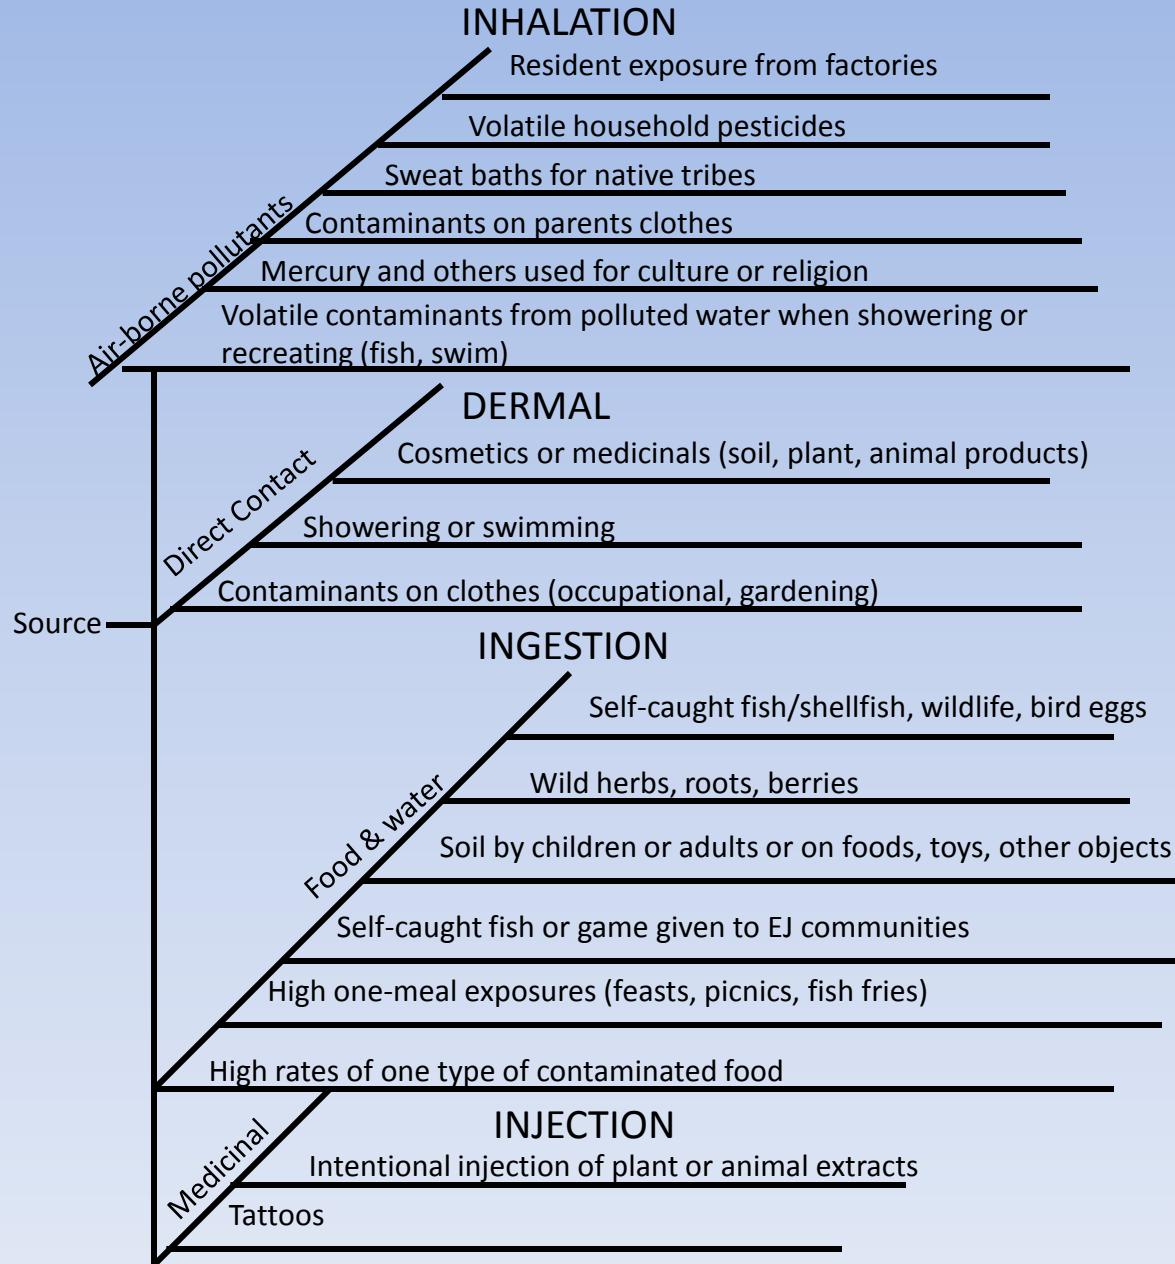 INHALATION
Resident exposure from factories
Volatile household pesticides
Sweat baths for native tribes
Contaminants on parents clothes
Mercury and others used for culture or religion
Volatile contaminants from polluted water when showering or
recreating (fish, swim)
Air-borne pollutants
DERMAL
Cosmetics or medicinals (soil, plant, animal products)
Showering or swimming
Contaminants on clothes (occupational, gardening)
Direct Contact
Source
INGESTION
Self-caught fish/shellfish, wildlife, bird eggs
Wild herbs, roots, berries
Soil by children or adults or on foods, toys, other objects
Self-caught fish or game given to EJ communities
High one-meal exposures (feasts, picnics, fish fries)
High rates of one type of contaminated food
Food & water
INJECTION
Intentional injection of plant or animal extracts
Tattoos
Medicinal